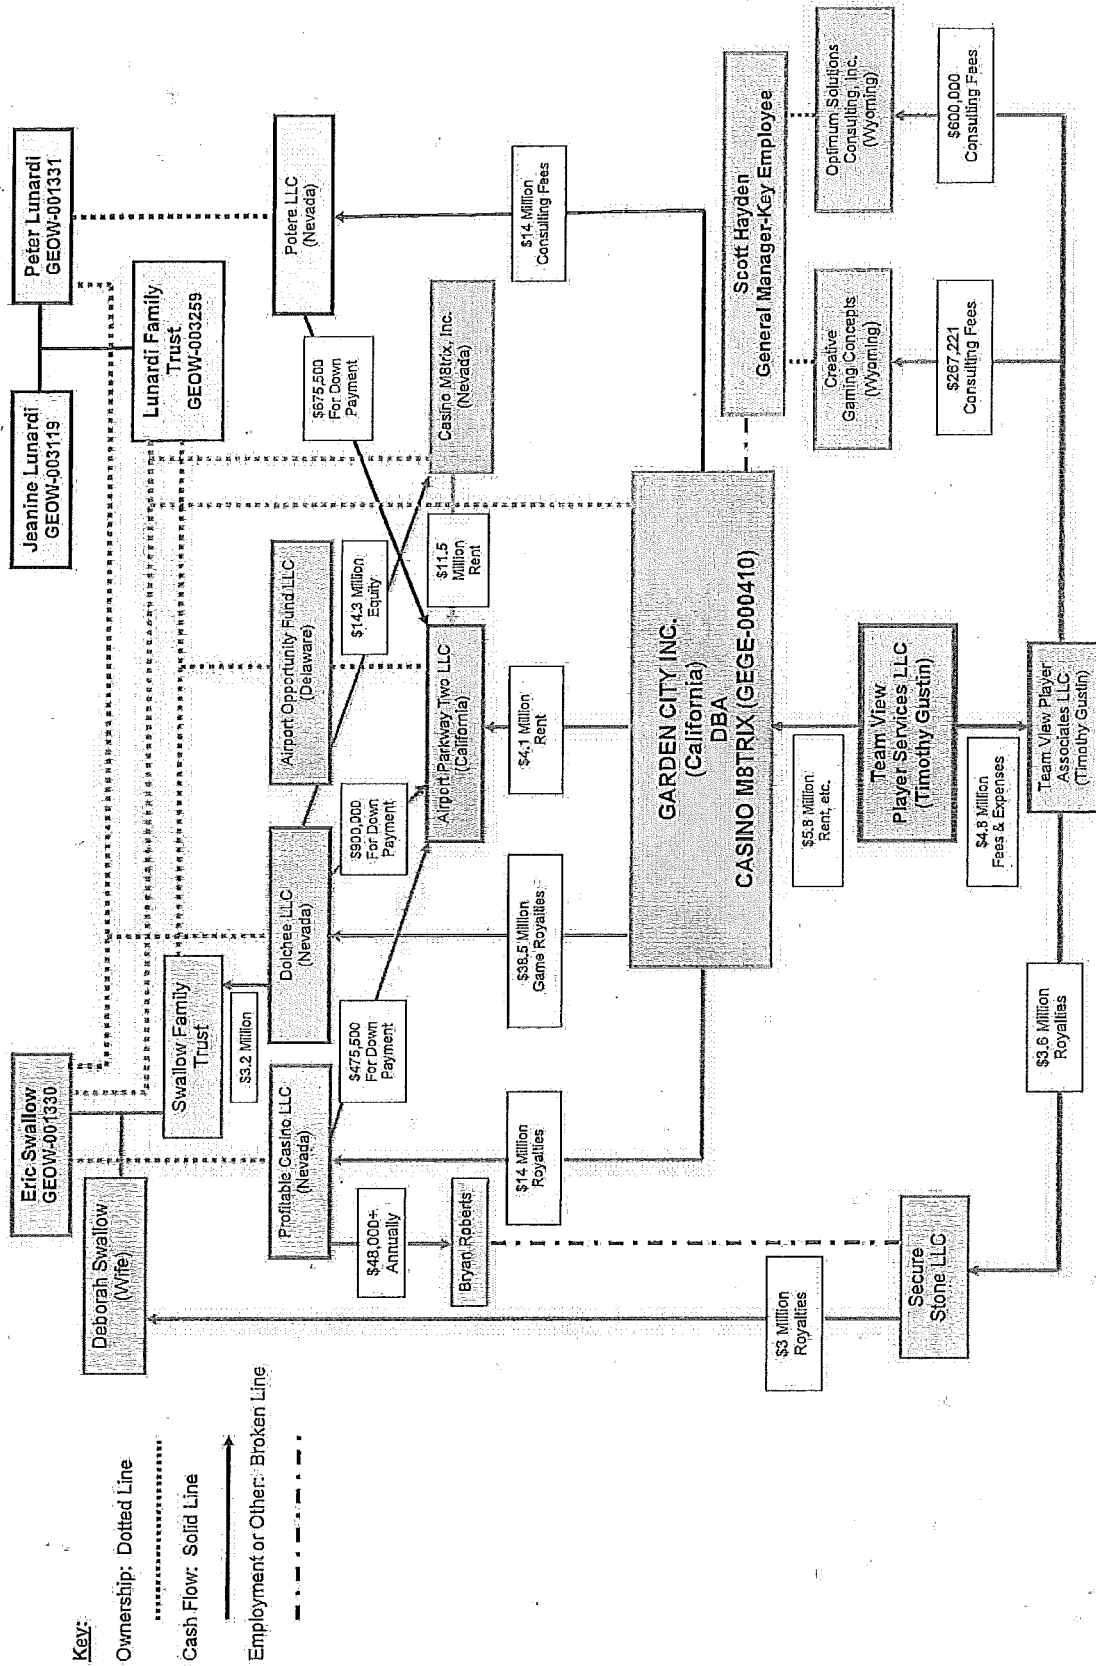 Key:
Ownership: Dotted Line
Cash Flow: Solid Line
Employment or Other: Broken Line
Eric Swallow
GEOW-001330
Deborah Swallow
(Wife)
Swallow Family
Trust
$3.2 Million
Jeanine Lunardi
GEOW-003119
Peter Lunardi
GEOW-001331
Lunardi Family
Trust
GEOW-003259
Profitable Casino LLC
(Nevada)
Dolchee LLC
(Nevada)
Airport Opportunity Fund LLC
(Delaware)
Potere LLC
(Nevada)
$48,000+
Annually
$475,500
For Down
Payment
$900,000
For Down
Payment
$14.3 Million
Equity
$675,500
For Down
Payment
Bryan Roberts
Airport Parkway Two LLC
(California)
$11.5
Million
Rent
Casino M8trix, Inc.
(Nevada)
$14 Million
Royalties
$38.5 Million
Game Royalties
$4.1 Million
Rent
$14 Million
Consulting Fees
GARDEN CITY INC.
(California)
DBA
CASINO M8TRIX (GEGE-000410)
Scott Hayden
General Manager-Key Employee
$3 Million
Royalties
$5.8 Million
Rent, etc.
Creative
Gaming Concepts
(Wyoming)
Optimum Solutions
Consulting, Inc.
(Wyoming)
Secure
Stone LLC
Team View
Player Services LLC
(Timothy Gustin)
$267,221
Consulting Fees
$600,000
Consulting Fees
$4.8 Million
Fees & Expenses
$3.6 Million
Royalties
Team View Player
Associates LLC
(Timothy Gustin)